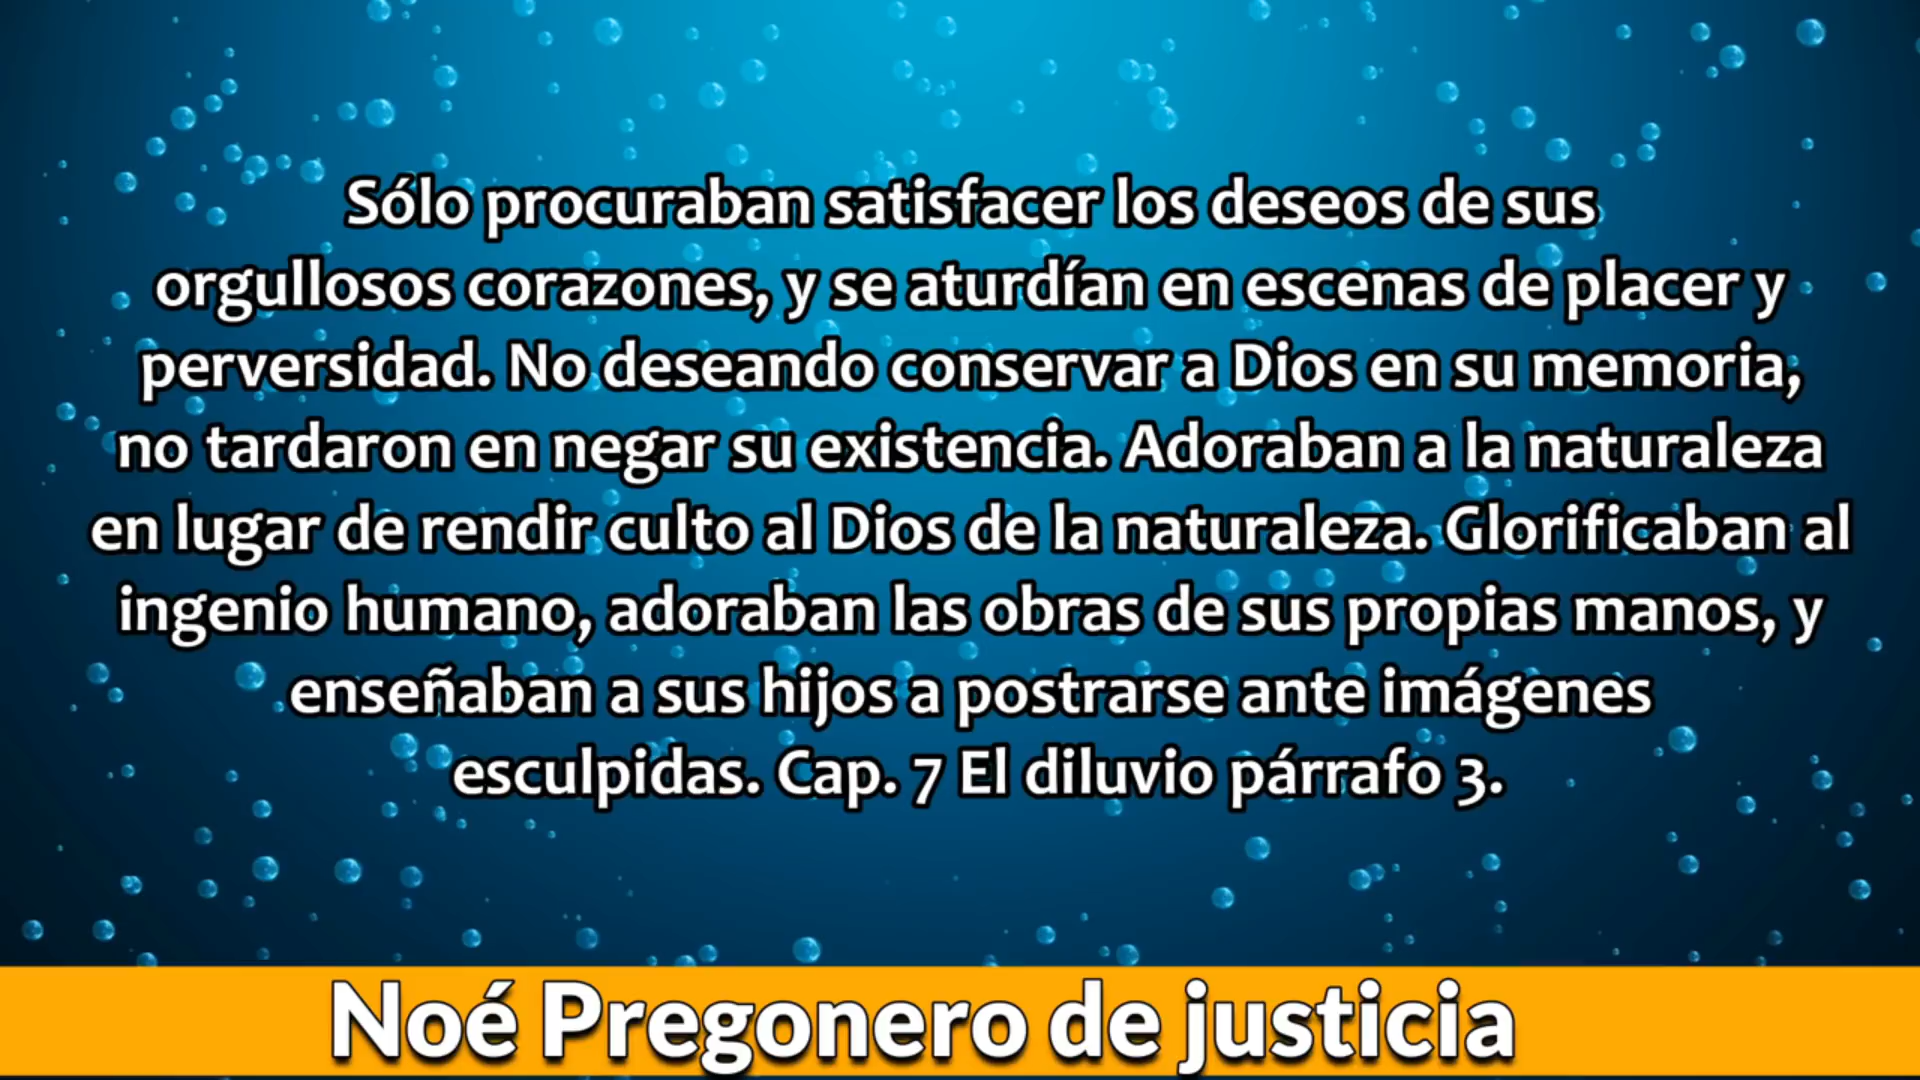 Sólo procuraban satisfacer los deseos de sus
orgullosos corazones, y se aturdían en escenas de placer y
perversidad. No deseando conservar a Dios en su memoria,
no tardaron en negar su existencia. Adoraban a la naturaleza
en lugar de rendir culto al Dios de la naturaleza. Glorificaban al
ingenio humano, adoraban las obras de sus propias manos, y
enseñaban a sus hijos a postrarse ante imágenes
esculpidas. Cap. 7 El diluvio párrafo 3.
Noé Pregonero de justicia